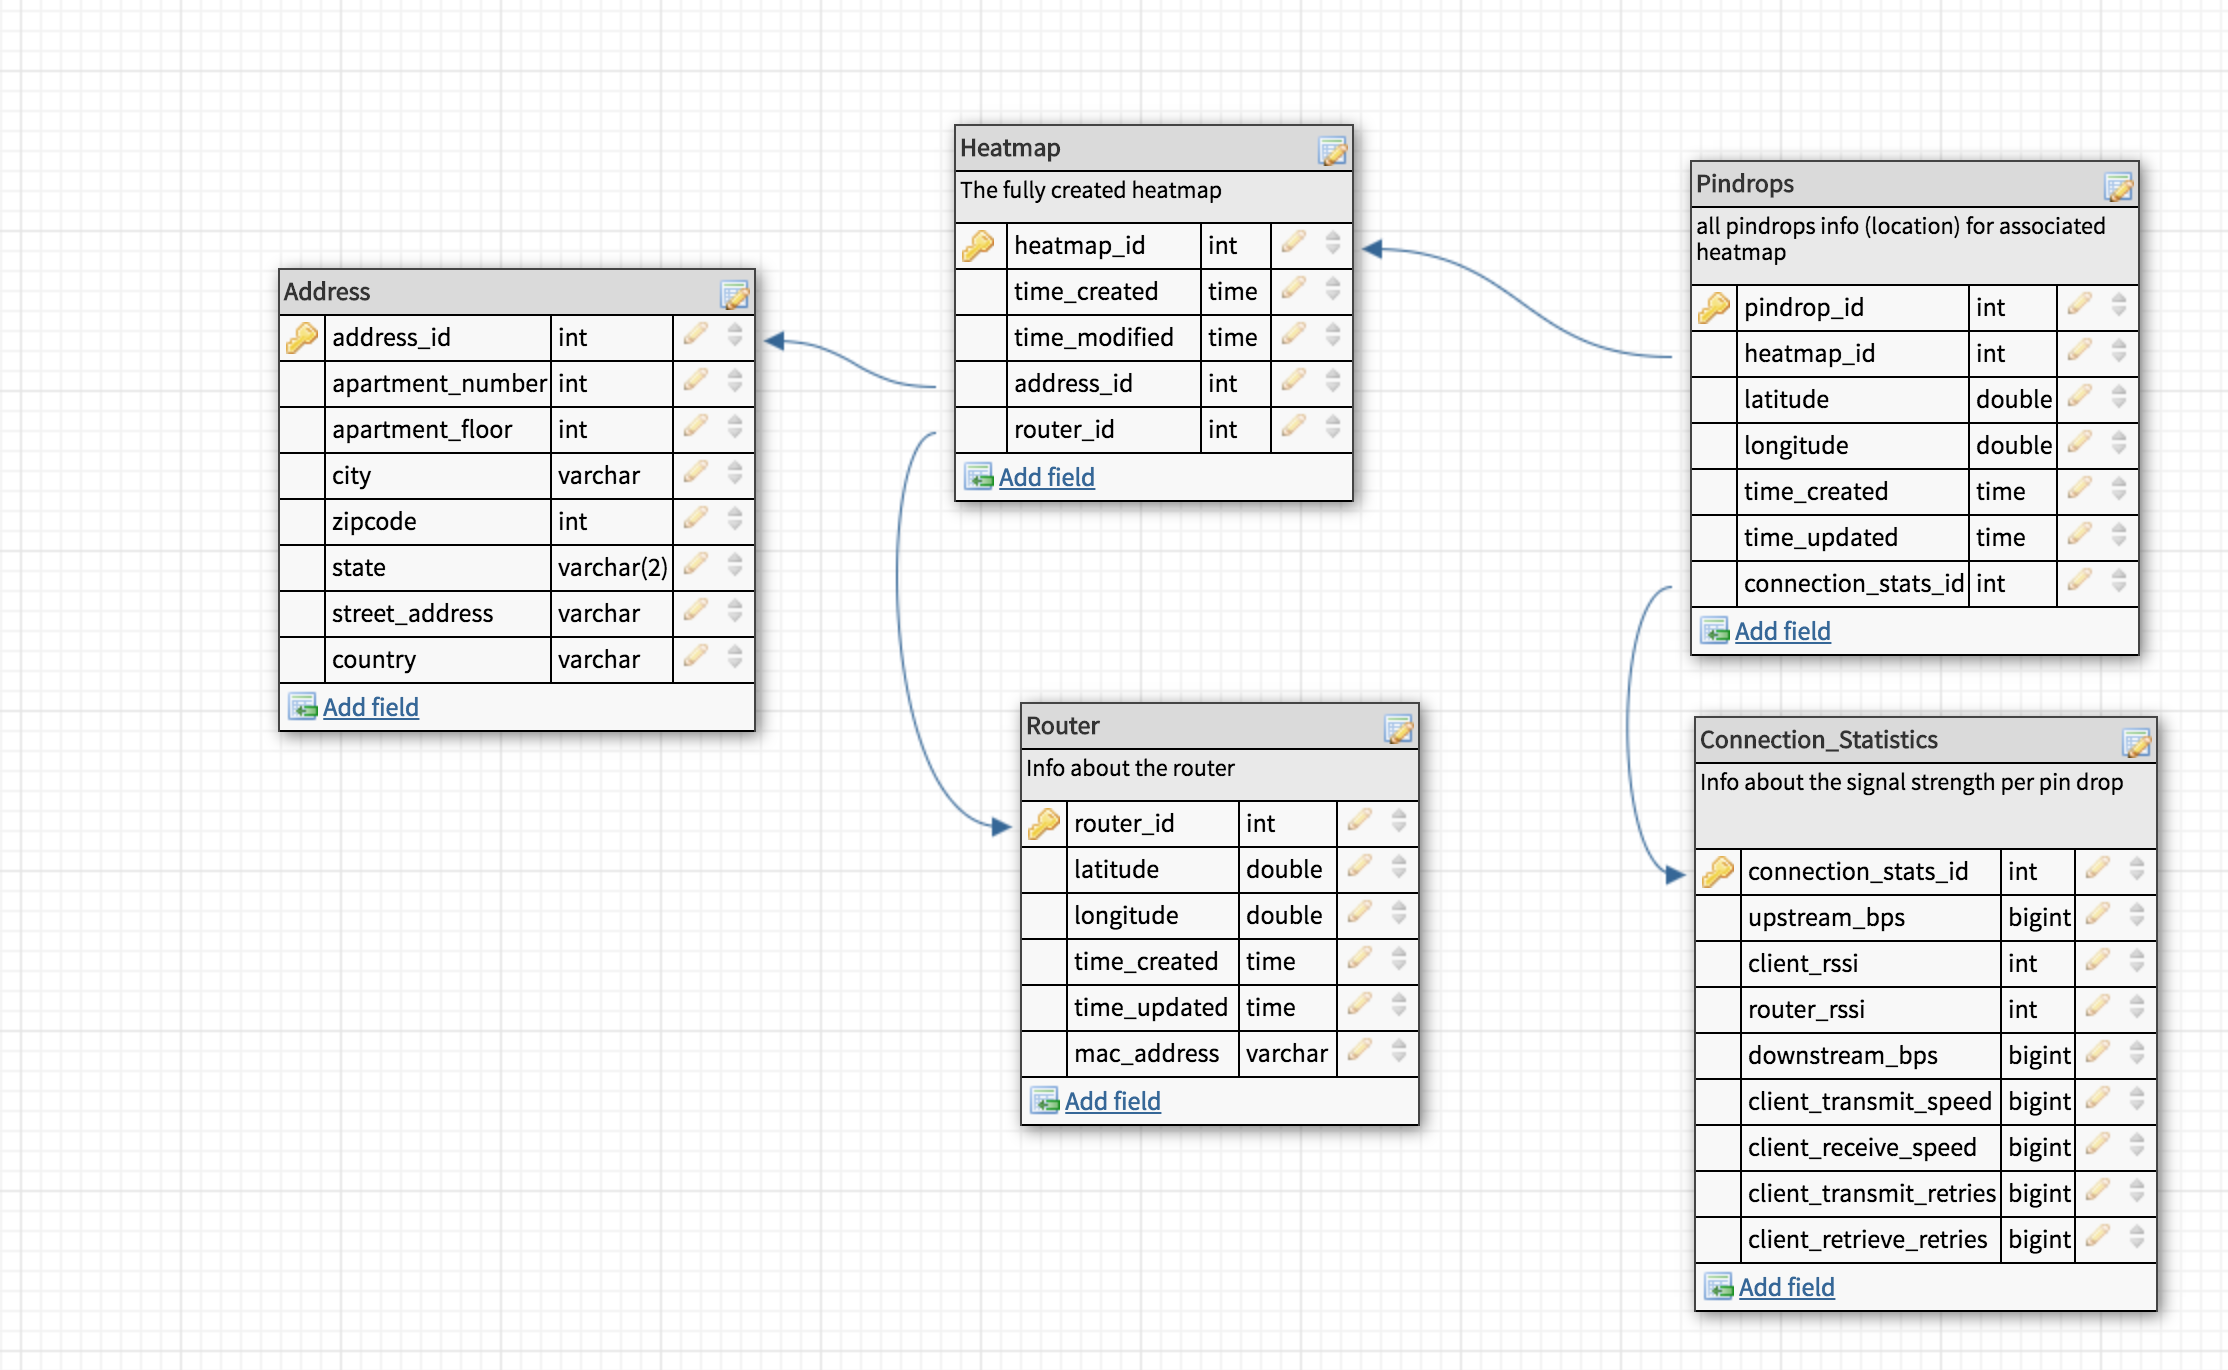 Address
address_id int
apartment_number int
apartment_floor int
city varchar
zipcode int
state varchar(2)
street_address varchar
country varchar
Add field
Heatmap
The fully created heatmap
heatmap_id int
time_created time
time_modified time
address_id int
router_id int
Add field
Router
Info about the router
router_id int
latitude double
longitude double
time_created time
time_updated time
mac_address varchar
Add field
Pindrops
all pindrops info (location) for associated
heatmap
pindrop_id int
heatmap_id int
latitude double
longitude double
time_created time
time_updated time
connection_stats_id int
Add field
Connection_Statistics
Info about the signal strength per pin drop
connection_stats_id int
upstream_bps bigint
client_rssi int
router_rssi int
downstream_bps bigint
client_transmit_speed bigint
client_receive_speed bigint
client_transmit_retries bigint
client_retrieve_retries bigint
Add field